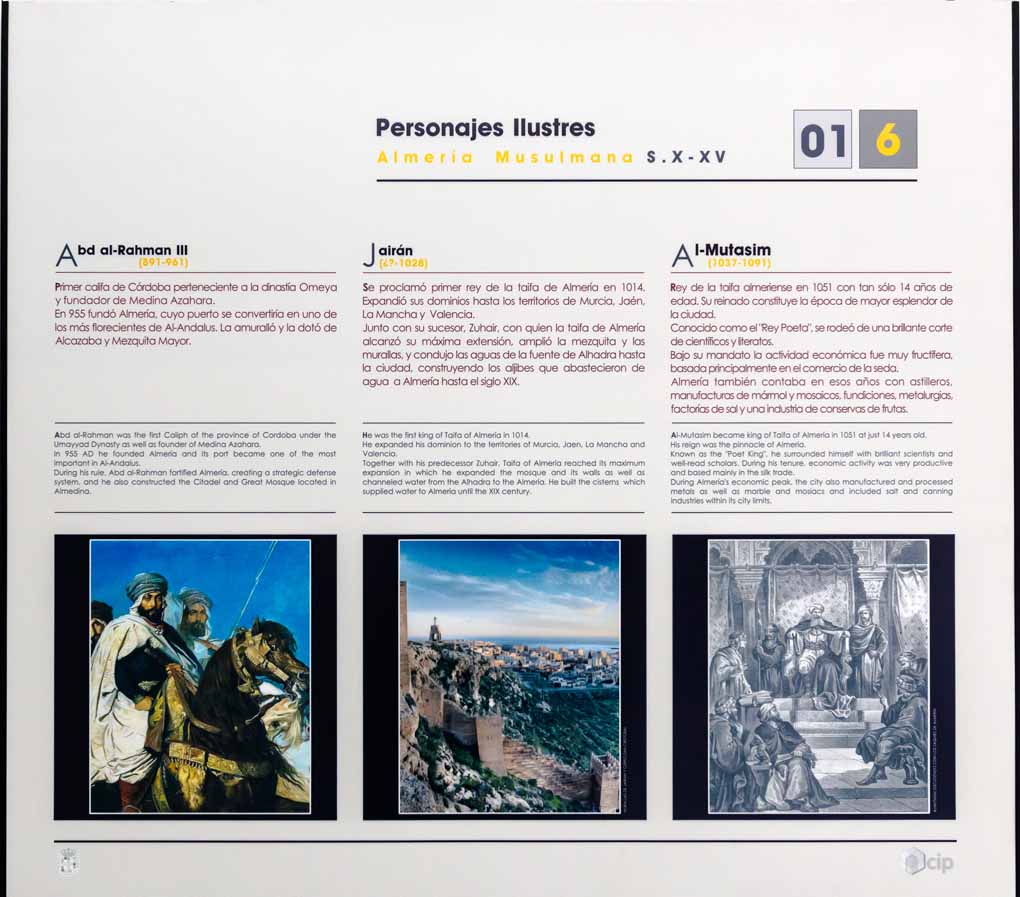 Personajes Ilustres
Almería Musulmana S.X-XV
01 6
Abd al-Rahman III
(891-961)
Primer califa de Córdoba perteneciente a la dinastía Omeya
y fundador de Medina Azahara.
En 955 fundó Almería, cuyo puerto se convertiría en uno de
los más florecientes de Al-Andalus. La amuralló y la dotó de
Alcazaba y Mezquita Mayor.
Abd al-Rahman was the first Caliph of the province of Cordoba under the
Umayyad Dynasty as well as founder of Medina Azahara.
In 955 AD he founded Almeria and its port became one of the most
important in Al-Andalus.
During his rule, Abd al-Rahman fortified Almeria, creating a strategic defense
system, and he also constructed the Citadel and Great Mosque located in
Almedina.
Jairán
(¿?-1028)
Se proclamó primer rey de la taifa de Almería en 1014.
Expandió sus dominios hasta los territorios de Murcia, Jaén,
La Mancha y Valencia.
Junto con su sucesor, Zuhair, con quien la taifa de Almería
alcanzó su máxima extensión, amplió la mezquita y las
murallas, y condujo las aguas de la fuente de Alhadra hasta
la ciudad, construyendo los aljibes que abastecieron de
agua a Almería hasta el siglo XIX.
He was the first king of Taifa of Almeria in 1014.
He expanded his dominion to the territories of Murcia, Jaen, La Mancha and
Valencia.
Together with his predecessor Zuhair, Taifa of Almeria reached its maximum
expansion in which he expanded the mosque and its walls as well as
channeled water from the Alhadra to the Almeria. He built the cisterns which
supplied water to Almeria until the XIX century.
Al-Mutasim
(1037-1091)
Rey de la taifa almeriense en 1051 con tan sólo 14 años de
edad. Su reinado constituye la época de mayor esplendor de
la ciudad.
Conocido como el "Rey Poeta", se rodeó de una brillante corte
de científicos y literatos.
Bajo su mandato la actividad económica fue muy fructífera,
basada principalmente en el comercio de la seda.
Almería también contaba en esos años con astilleros,
manufacturas de mármol y mosaicos, fundiciones, metalurgias,
factorías de sal y una industria de conservas de frutas.
Al-Mutasim became king of Taifa of Almeria in 1051 at just 14 years old.
His reign was the pinnacle of Almeria.
Known as the "Poet King", he surrounded himself with brilliant scientists and
well-read scholars. During his tenure, economic activity was very productive
and based mainly in the silk trade.
During Almeria's economic peak, the city also manufactured and processed
metals as well as marble and mosiacs and included salt and canning
industries within its city limits.
cip